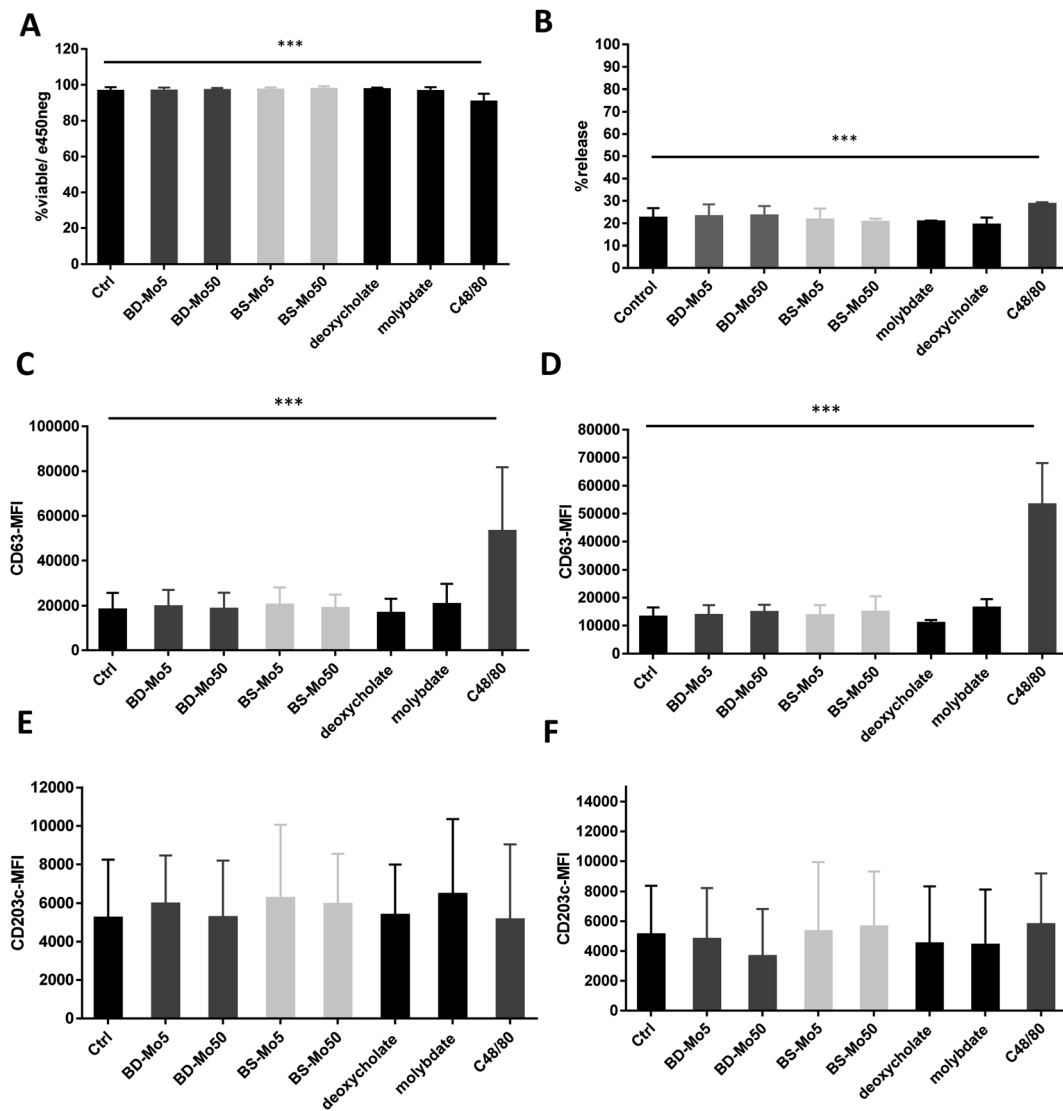 A
***
%viable/ e450neg
120
100
80
60
40
20
0
Ctrl
BD-Mo5
BD-Mo50
BS-Mo5
BS-Mo50
deoxycholate
molybdate
C48/80
B
***
%release
100
90
80
70
60
50
40
30
20
10
0
Control
BD-Mo5
BD-Mo50
BS-Mo5
BS-Mo50
molybdate
deoxycholate
C48/80
C
***
CD63-MFI
100000
80000
60000
40000
20000
0
Ctrl
BD-Mo5
BD-Mo50
BS-Mo5
BS-Mo50
deoxycholate
molybdate
C48/80
D
***
CD63-MFI
80000
70000
60000
50000
40000
30000
20000
10000
0
Ctrl
BD-Mo5
BD-Mo50
BS-Mo5
BS-Mo50
deoxycholate
molybdate
C48/80
E
CD203c-MFI
12000
10000
8000
6000
4000
2000
0
Ctrl
BD-Mo5
BD-Mo50
BS-Mo5
BS-Mo50
deoxycholate
molybdate
C48/80
F
CD203c-MFI
14000
12000
10000
8000
6000
4000
2000
0
Ctrl
BD-Mo5
BD-Mo50
BS-Mo5
BS-Mo50
deoxycholate
molybdate
C48/80